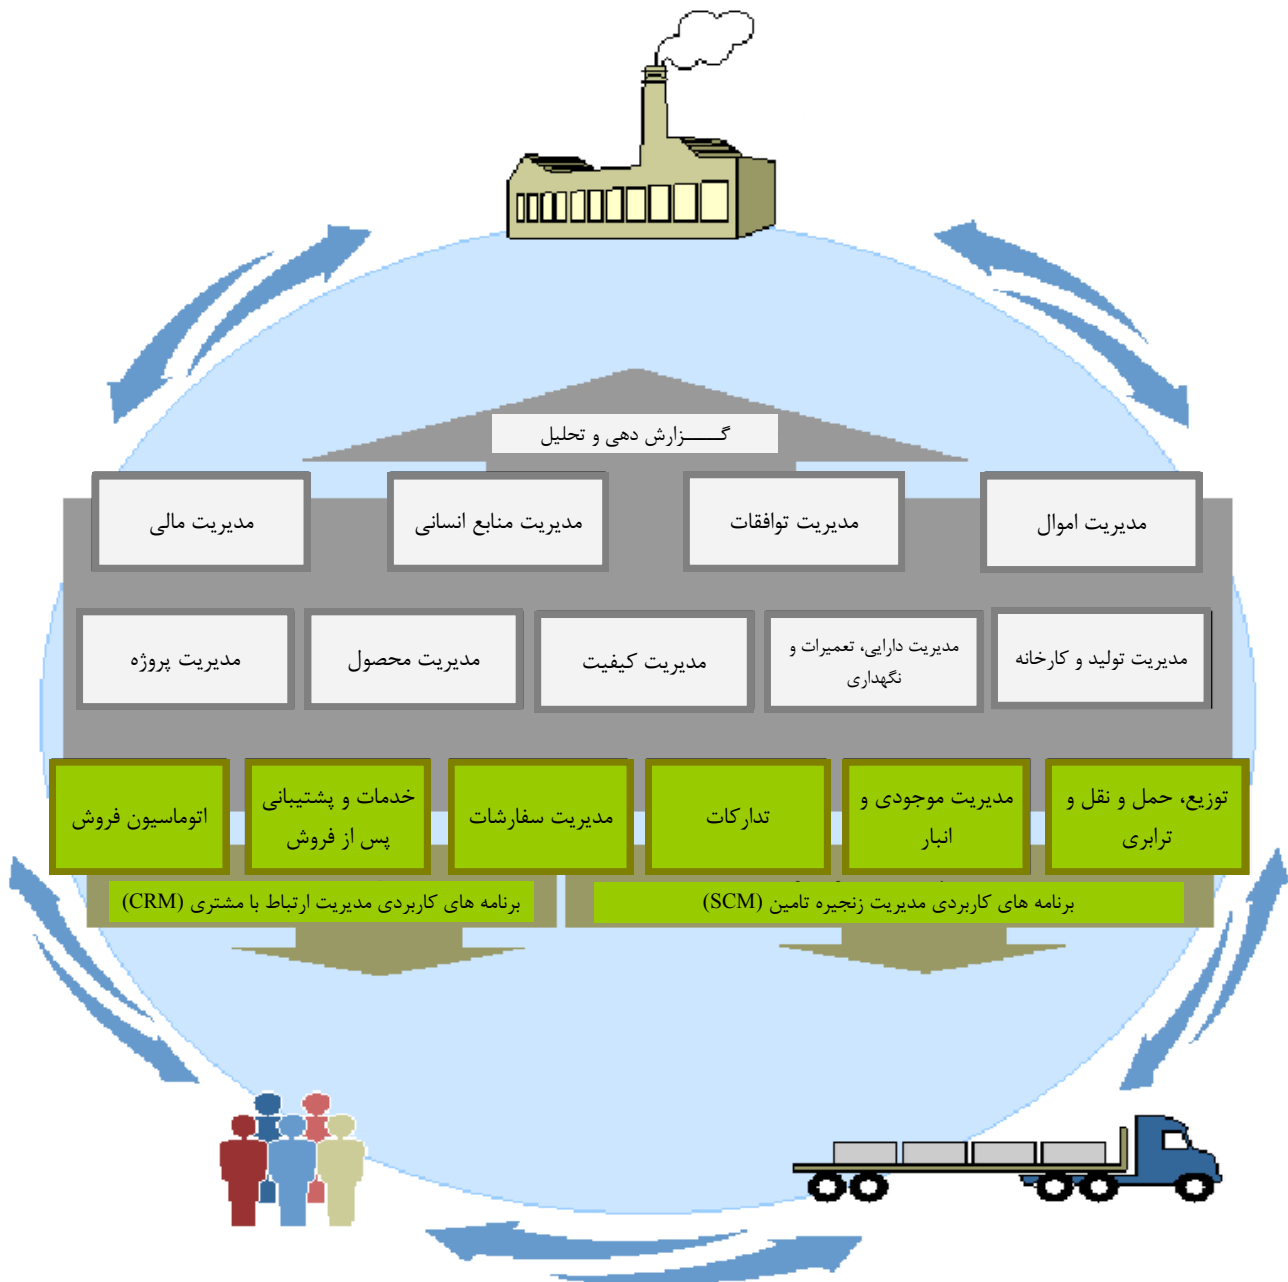 گــــزارش دهی و تحلیل
مدیریت اموال
مدیریت توافقات
مدیریت منابع انسانی
مدیریت مالی
مدیریت تولید و کارخانه
مدیریت دارایی، تعمیرات و
نگهداری
مدیریت کیفیت
مدیریت محصول
مدیریت پروژه
توزیع، حمل و نقل و
ترابری
مدیریت موجودی و
انبار
تدارکات
مدیریت سفارشات
خدمات و پشتیبانی
پس از فروش
اتوماسیون فروش
برنامه های کاربردی مدیریت زنجیره تامین (SCM)
برنامه های کاربردی مدیریت ارتباط با مشتری (CRM)